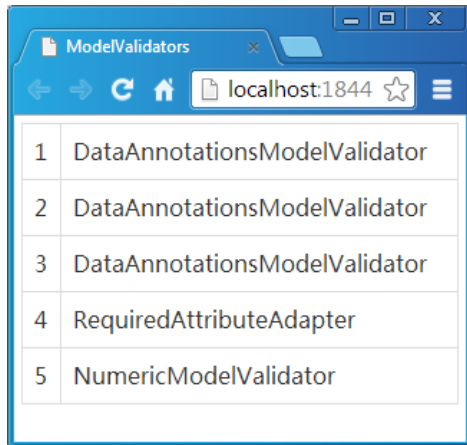 ModelValidators
localhost:1844
1 DataAnnotationsModelValidator
2 DataAnnotationsModelValidator
3 DataAnnotationsModelValidator
4 RequiredAttributeAdapter
5 NumericModelValidator